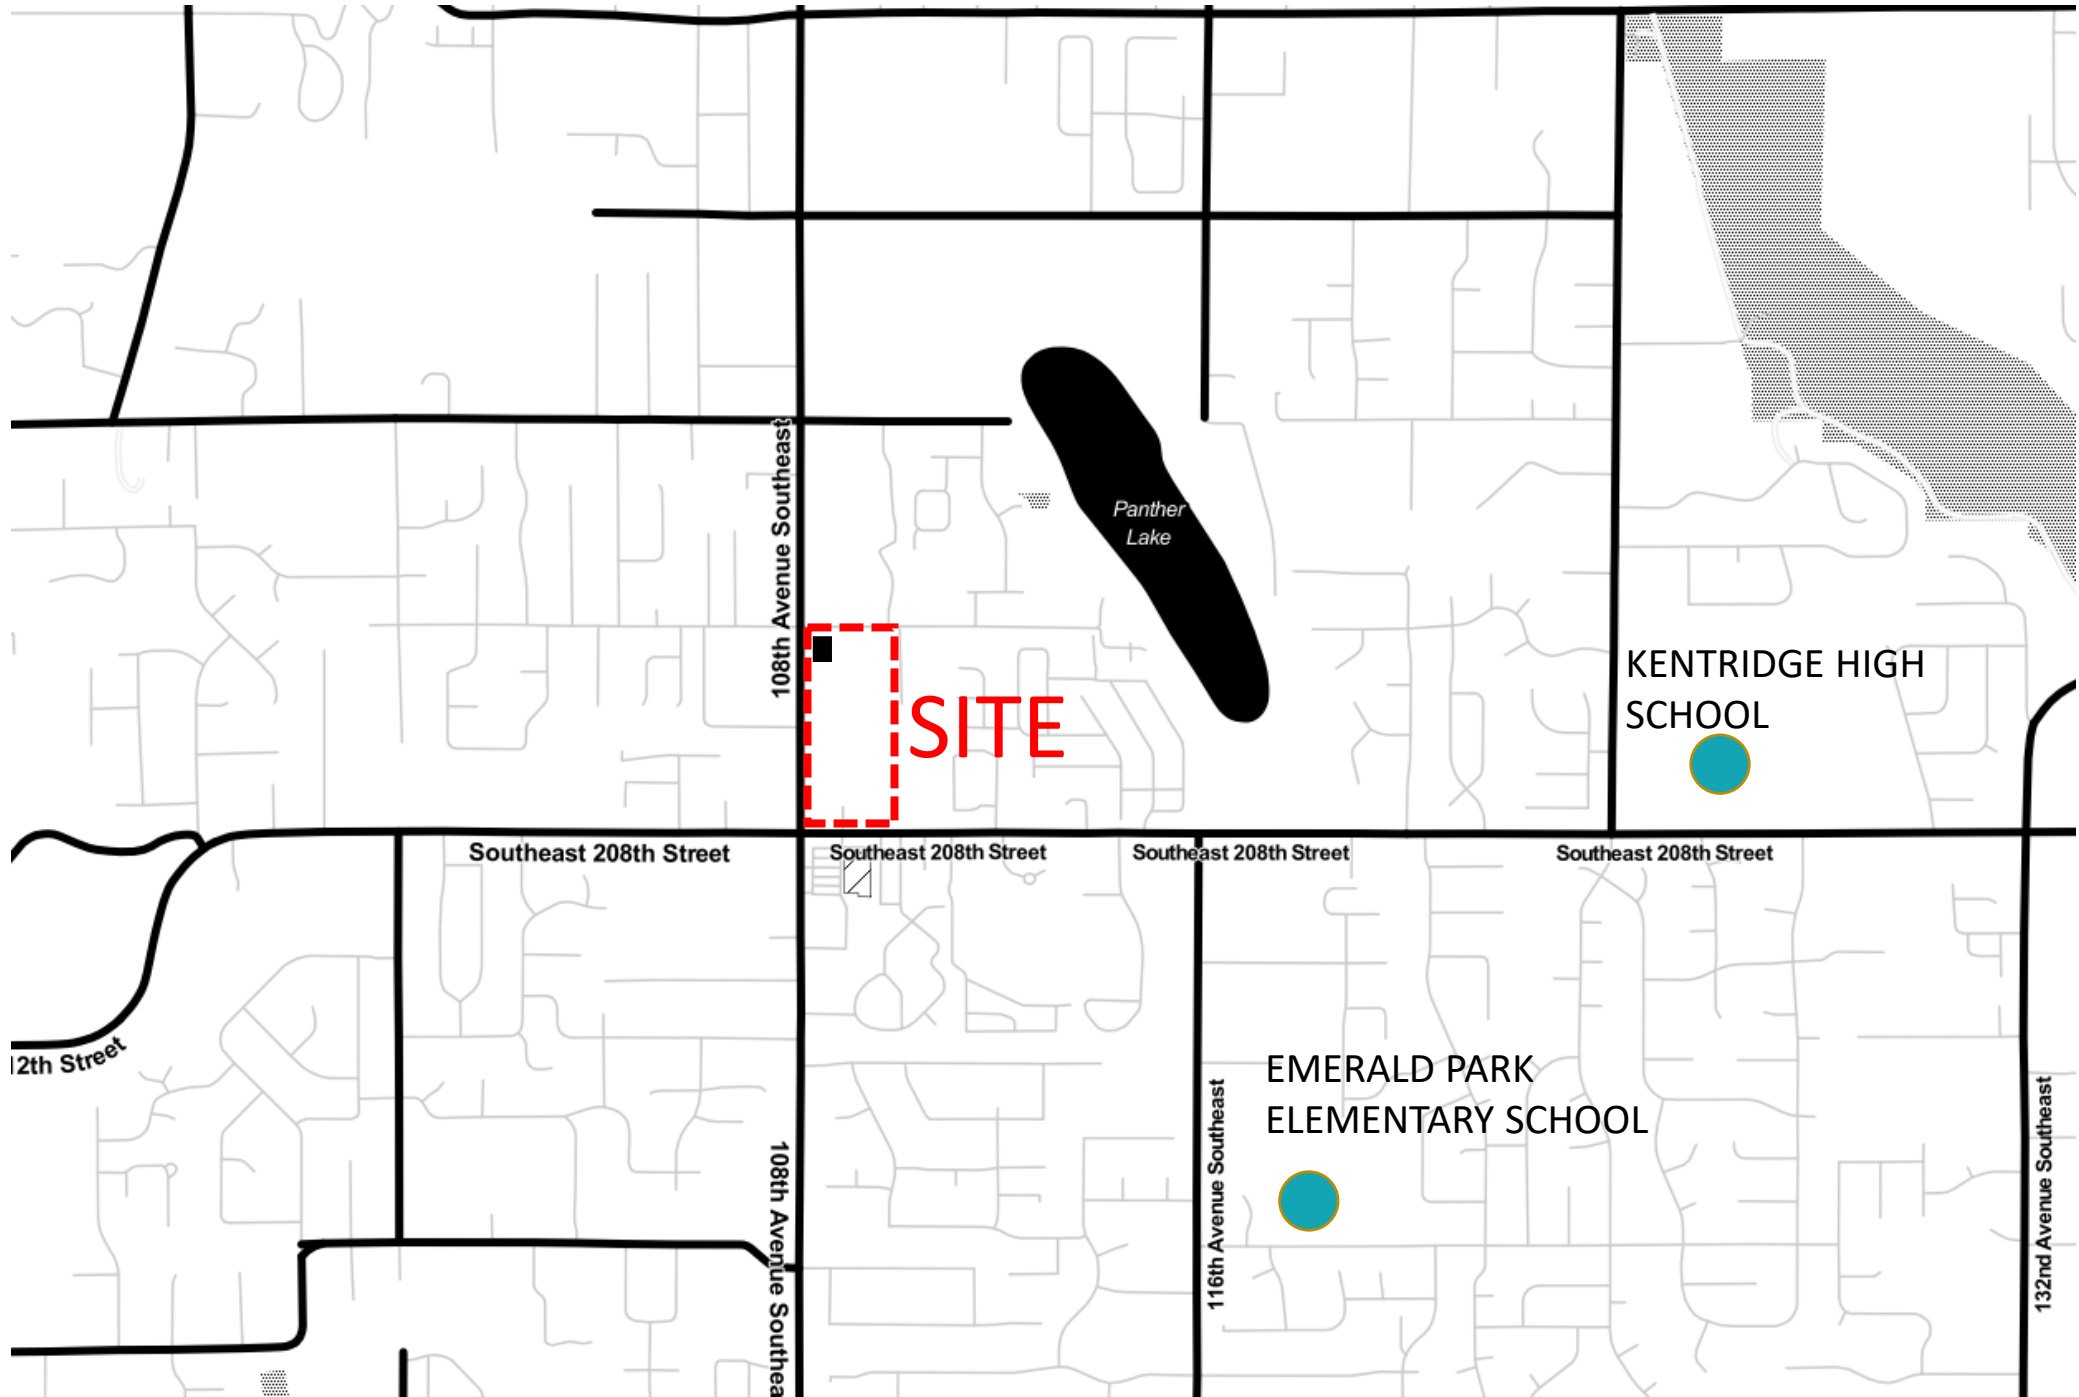 108th Avenue Southeast
Panther
Lake
SITE
KENTRIDGE HIGH
SCHOOL
Southeast 208th Street
Southeast 208th Street
Southeast 208th Street
Southeast 208th Street
12th Street
EMERALD PARK
ELEMENTARY SCHOOL
116th Avenue Southeast
132nd Avenue Southeast
108th Avenue Southea